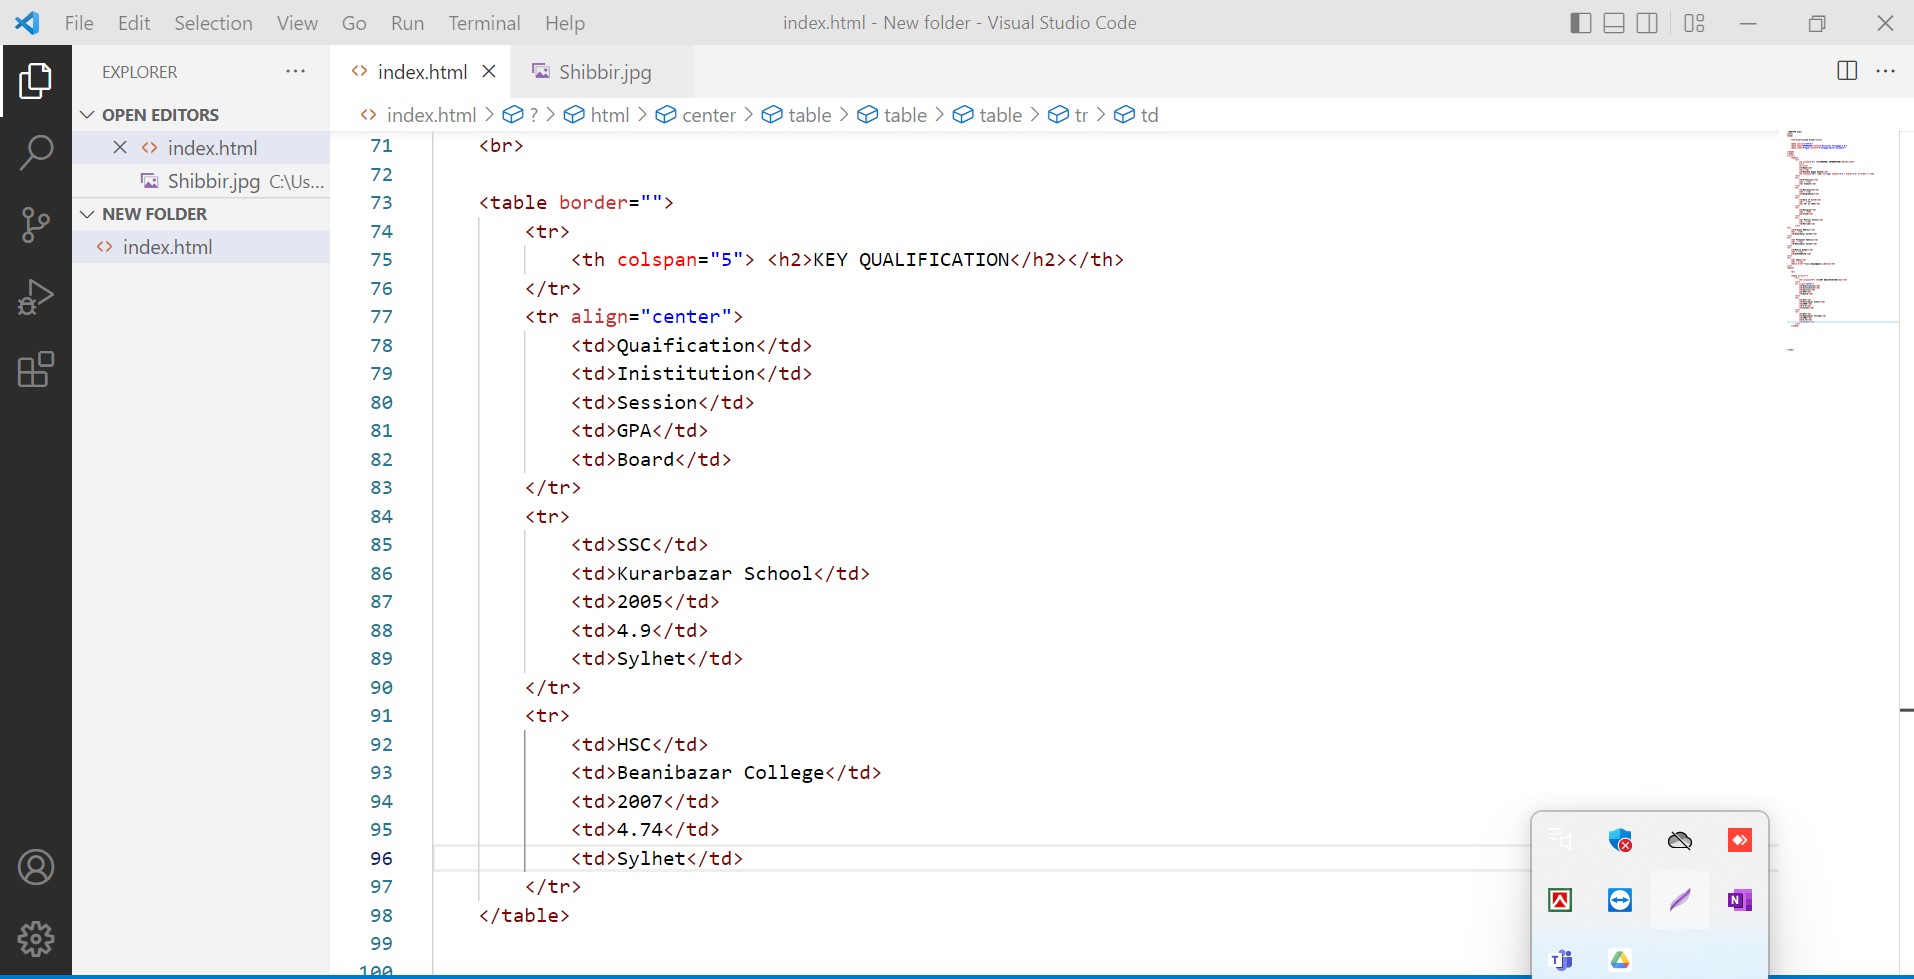 File Edit Selection View Go Run Terminal Help index.html - New folder - Visual Studio Code
EXPLORER
index.html Shibbir.jpg
OPEN EDITORS
index.html
Shibbir.jpg C:\Us...
NEW FOLDER
index.html
index.html > ? > html > center > table > table > table > tr > td
71 <br>
72
73 <table border="">
74 <tr>
75 <th colspan="5"> <h2>KEY QUALIFICATION</h2></th>
76 </tr>
77 <tr align="center">
78 <td>Quaification</td>
79 <td>Inistitution</td>
80 <td>Session</td>
81 <td>GPA</td>
82 <td>Board</td>
83 </tr>
84 <tr>
85 <td>SSC</td>
86 <td>Kurarbazar School</td>
87 <td>2005</td>
88 <td>4.9</td>
89 <td>Sylhet</td>
90 </tr>
91 <tr>
92 <td>HSC</td>
93 <td>Beanibazar College</td>
94 <td>2007</td>
95 <td>4.74</td>
96 <td>Sylhet</td>
97 </tr>
98 </table>
99
100